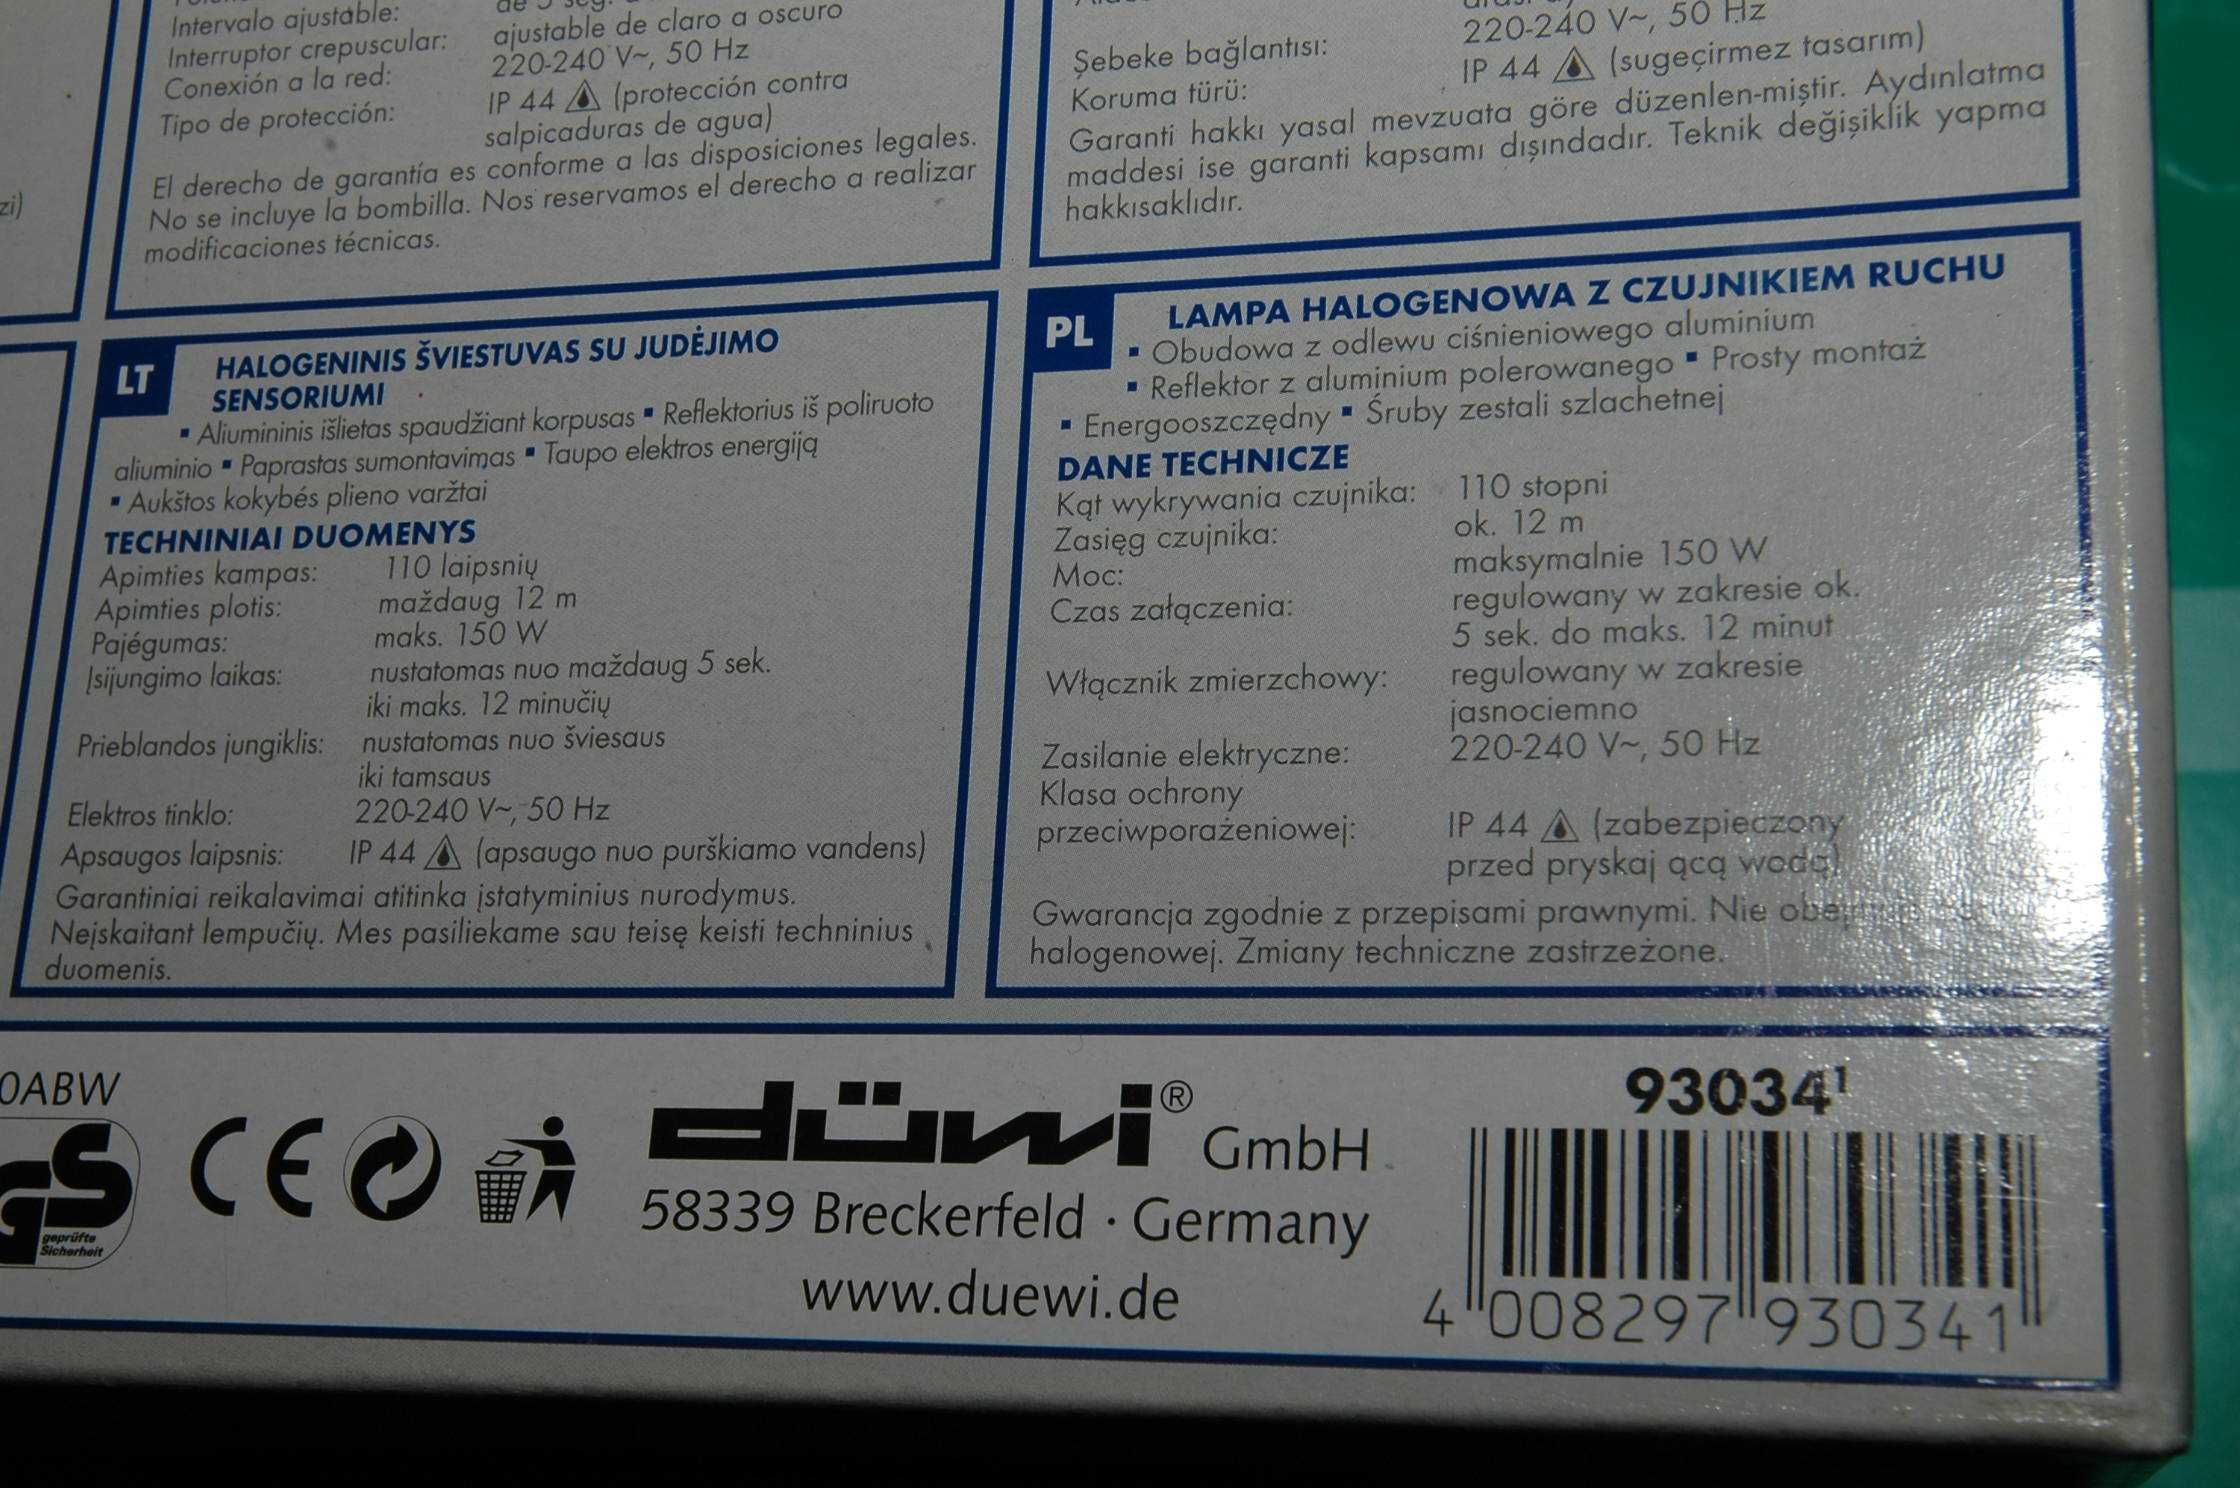 Intervalo ajustable:
Interruptor crepuscular: ajustable de claro a oscuro
Conexión a la red: 220-240 V~, 50 Hz
Tipo de protección: IP 44 (protección contra
salpicaduras de agua)
El derecho de garantía es conforme a las disposiciones legales.
No se incluye la bombilla. Nos reservamos el derecho a realizar
modificaciones técnicas.
zi)
Şebeke bağlantısı: 220-240 V~, 50 Hz
Koruma türü: IP 44 (sugeçirmez tasarım)
Garanti hakkı yasal mevzuata göre düzenlen-miştir. Aydınlatma
maddesi ise garanti kapsamı dışındadır. Teknik değişiklik yapma
hakkısaklıdır.
LT HALOGENINIS ŠVIESTUVAS SU JUDĖJIMO
SENSORIUMI
▪ Aliumininis išlietas spaudžiant korpusas ▪ Reflektorius iš poliruoto
aliuminio ▪ Paprastas sumontavimas ▪ Taupo elektros energiją
▪ Aukštos kokybės plieno varžtai
TECHNINIAI DUOMENYS
Apimties kampas: 110 laipsnių
Apimties plotis: maždaug 12 m
Pajėgumas: maks. 150 W
Įsijungimo laikas: nustatomas nuo maždaug 5 sek.
iki maks. 12 minučių
Prieblandos jungiklis: nustatomas nuo šviesaus
iki tamsaus
Elektros tinklo: 220-240 V~, 50 Hz
Apsaugos laipsnis: IP 44 (apsaugo nuo purškiamo vandens)
Garantiniai reikalavimai atitinka įstatyminius nurodymus.
Neįskaitant lempučių. Mes pasiliekame sau teisę keisti techninius
duomenis.
PL LAMPA HALOGENOWA Z CZUJNIKIEM RUCHU
▪ Obudowa z odlewu ciśnieniowego aluminium
▪ Reflektor z aluminium polerowanego ▪ Prosty montaż
▪ Energooszczędny ▪ Śruby zestali szlachetnej
DANE TECHNICZE
Kąt wykrywania czujnika: 110 stopni
Zasięg czujnika: ok. 12 m
Moc: maksymalnie 150 W
Czas załączenia: regulowany w zakresie ok.
5 sek. do maks. 12 minut
Włącznik zmierzchowy: regulowany w zakresie
jasnociemno
Zasilanie elektryczne: 220-240 V~, 50 Hz
Klasa ochrony
przeciwporażeniowej: IP 44 (zabezpieczony
przed pryskaj ącą wodą)
Gwarancja zgodnie z przepisami prawnymi. Nie
halogenowej. Zmiany techniczne zastrzeżone.
0ABW
GS
geprüfte
Sicherheit
CE
düwi® GmbH
58339 Breckerfeld · Germany
www.duewi.de
93034¹
4 008297 930341